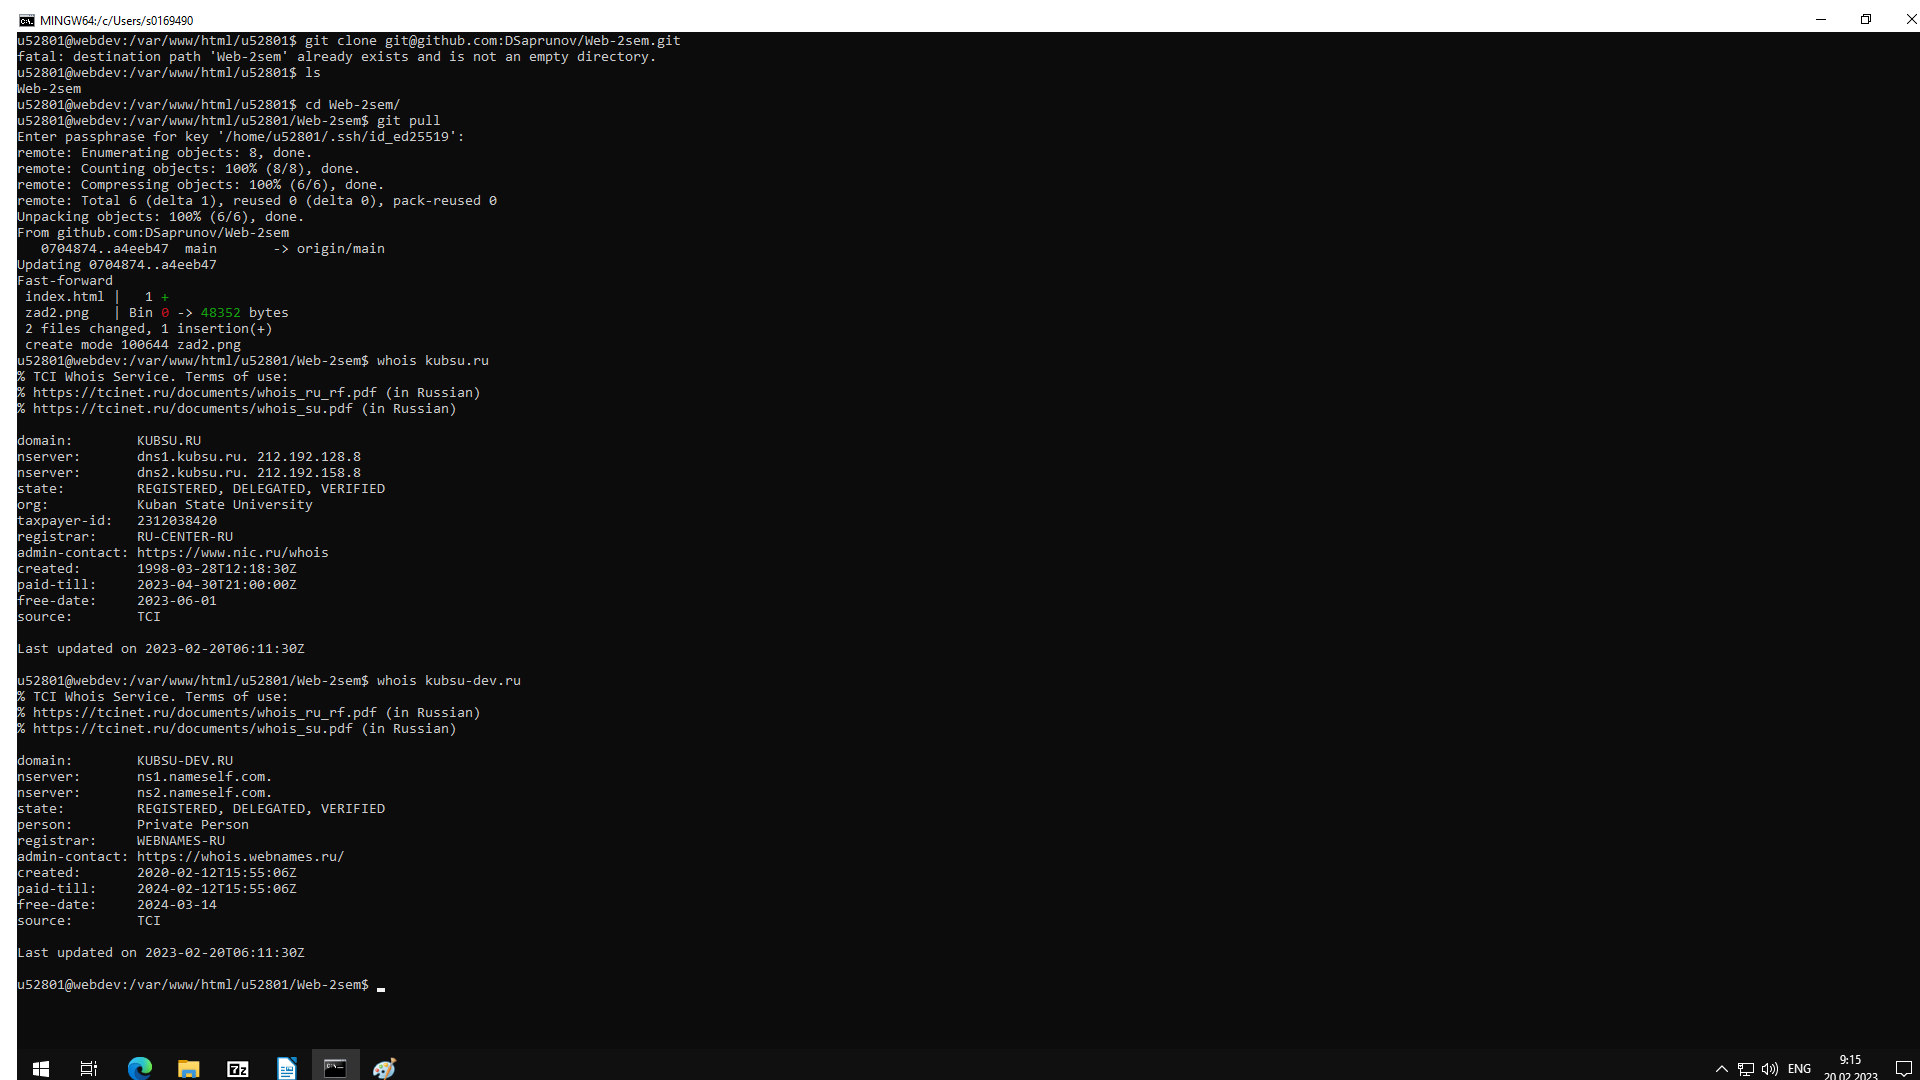 MINGW64:/c/Users/s0169490
u52801@webdev:/var/www/html/u52801$ git clone git@github.com:DSaprunov/Web-2sem.git
fatal: destination path 'Web-2sem' already exists and is not an empty directory.
u52801@webdev:/var/www/html/u52801$ ls
Web-2sem
u52801@webdev:/var/www/html/u52801$ cd Web-2sem/
u52801@webdev:/var/www/html/u52801/Web-2sem$ git pull
Enter passphrase for key '/home/u52801/.ssh/id_ed25519':
remote: Enumerating objects: 8, done.
remote: Counting objects: 100% (8/8), done.
remote: Compressing objects: 100% (6/6), done.
remote: Total 6 (delta 1), reused 0 (delta 0), pack-reused 0
Unpacking objects: 100% (6/6), done.
From github.com:DSaprunov/Web-2sem
   0704874..a4eeb47  main       -> origin/main
Updating 0704874..a4eeb47
Fast-forward
 index.html |   1 +
 zad2.png   | Bin 0 -> 48352 bytes
 2 files changed, 1 insertion(+)
 create mode 100644 zad2.png
u52801@webdev:/var/www/html/u52801/Web-2sem$ whois kubsu.ru
% TCI Whois Service. Terms of use:
% https://tcinet.ru/documents/whois_ru_rf.pdf (in Russian)
% https://tcinet.ru/documents/whois_su.pdf (in Russian)
domain:        KUBSU.RU
nserver:       dns1.kubsu.ru. 212.192.128.8
nserver:       dns2.kubsu.ru. 212.192.158.8
state:         REGISTERED, DELEGATED, VERIFIED
org:           Kuban State University
taxpayer-id:   2312038420
registrar:     RU-CENTER-RU
admin-contact: https://www.nic.ru/whois
created:       1998-03-28T12:18:30Z
paid-till:     2023-04-30T21:00:00Z
free-date:     2023-06-01
source:        TCI
Last updated on 2023-02-20T06:11:30Z
u52801@webdev:/var/www/html/u52801/Web-2sem$ whois kubsu-dev.ru
% TCI Whois Service. Terms of use:
% https://tcinet.ru/documents/whois_ru_rf.pdf (in Russian)
% https://tcinet.ru/documents/whois_su.pdf (in Russian)
domain:        KUBSU-DEV.RU
nserver:       ns1.nameself.com.
nserver:       ns2.nameself.com.
state:         REGISTERED, DELEGATED, VERIFIED
person:        Private Person
registrar:     WEBNAMES-RU
admin-contact: https://whois.webnames.ru/
created:       2020-02-12T15:55:06Z
paid-till:     2024-02-12T15:55:06Z
free-date:     2024-03-14
source:        TCI
Last updated on 2023-02-20T06:11:30Z
u52801@webdev:/var/www/html/u52801/Web-2sem$
7z
ENG
9:15
20.02.2023